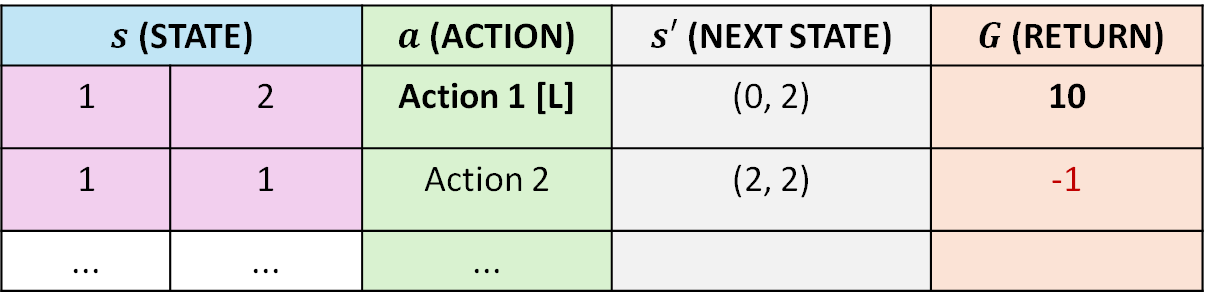 s (STATE) a (ACTION) s′ (NEXT STATE) G (RETURN)
1 2 Action 1 [L] (0, 2) 10
1 1 Action 2 (2, 2) -1
... ... ...